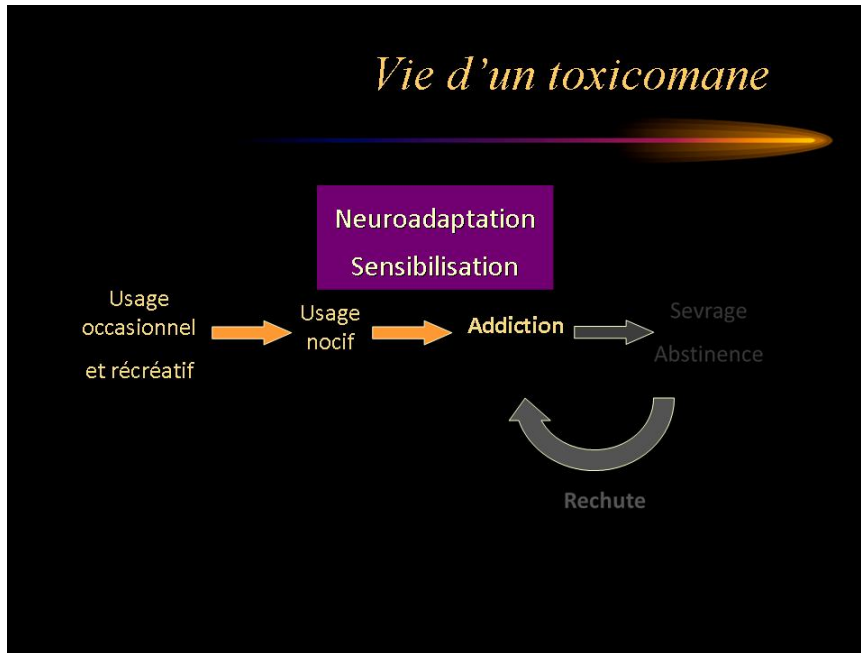 Vie d’un toxicomane
Neuroadaptation
Sensibilisation
Usage
occasionnel
et récréatif
Usage
nocif
Addiction
Sevrage
Abstinence
Rechute